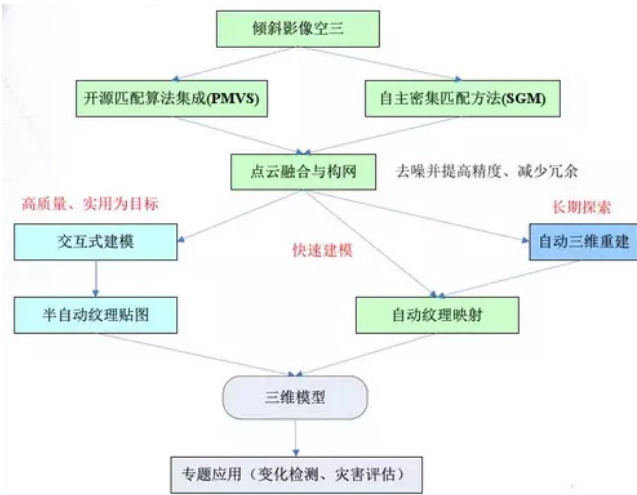 倾斜影像空三
开源匹配算法集成(PMVS)
自主密集匹配方法(SGM)
点云融合与构网
去噪并提高精度、减少冗余
高质量、实用为目标
长期探索
交互式建模
快速建模
自动三维重建
半自动纹理贴图
自动纹理映射
三维模型
专题应用（变化检测、灾害评估）